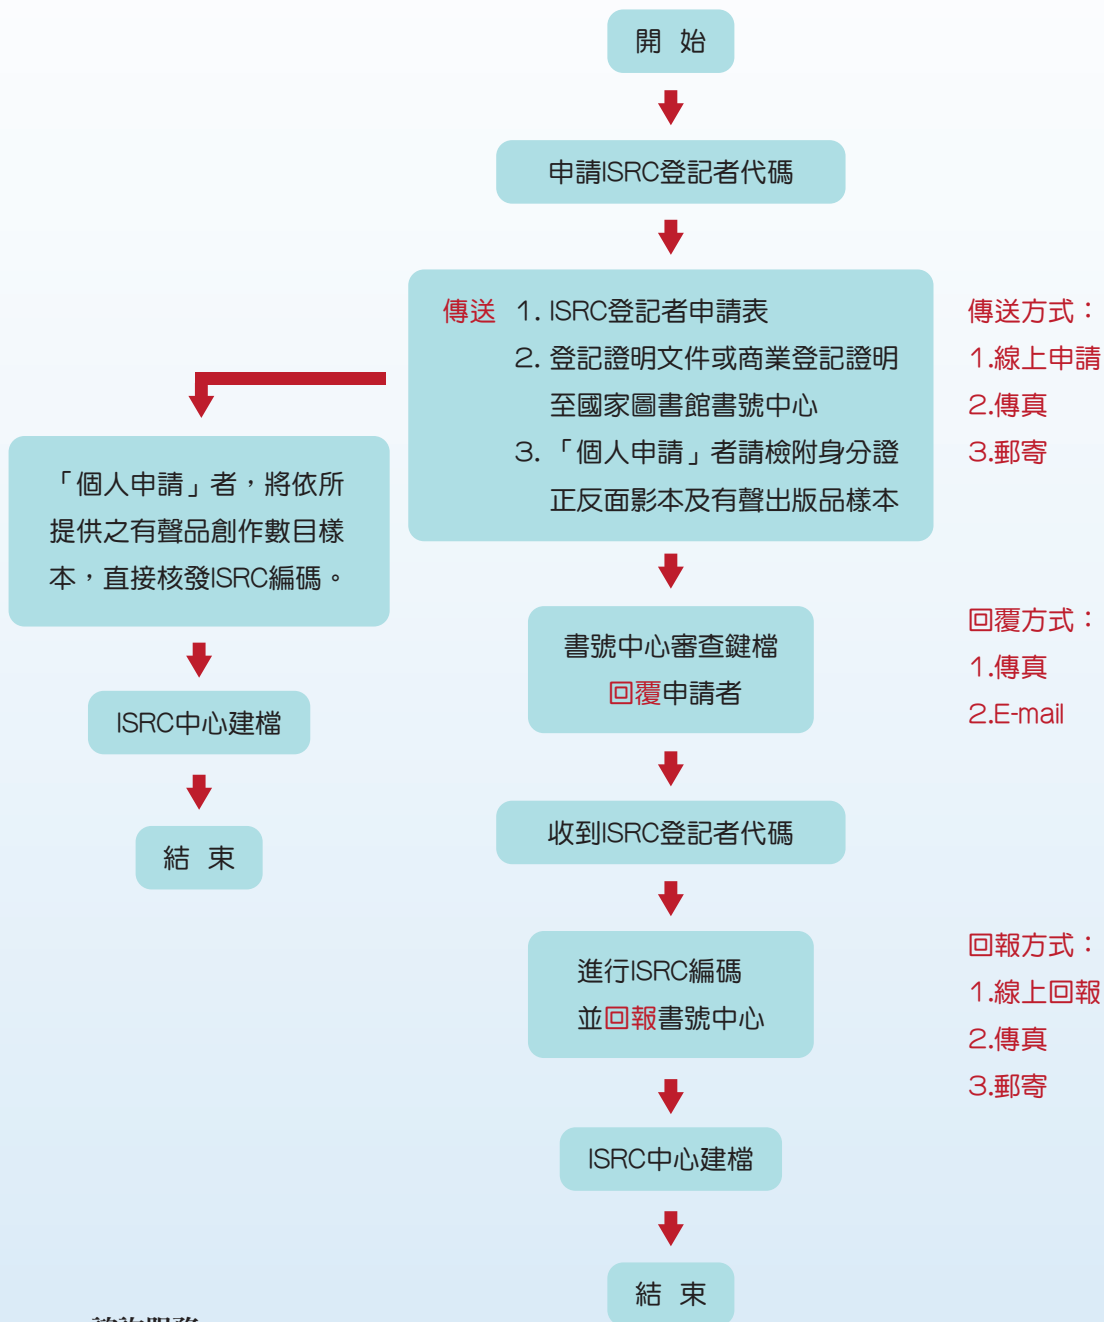 開 始
申請ISRC登記者代碼
傳送 1. ISRC登記者申請表
2. 登記證明文件或商業登記證明
至國家圖書館書號中心
3. 「個人申請」者請檢附身分證
正反面影本及有聲出版品樣本
傳送方式：
1.線上申請
2.傳真
3.郵寄
「個人申請」者，將依所
提供之有聲品創作數目樣
本，直接核發ISRC編碼。
ISRC中心建檔
結 束
書號中心審查鍵檔
回覆申請者
回覆方式：
1.傳真
2.E-mail
收到ISRC登記者代碼
進行ISRC編碼
並回報書號中心
回報方式：
1.線上回報
2.傳真
3.郵寄
ISRC中心建檔
結 束